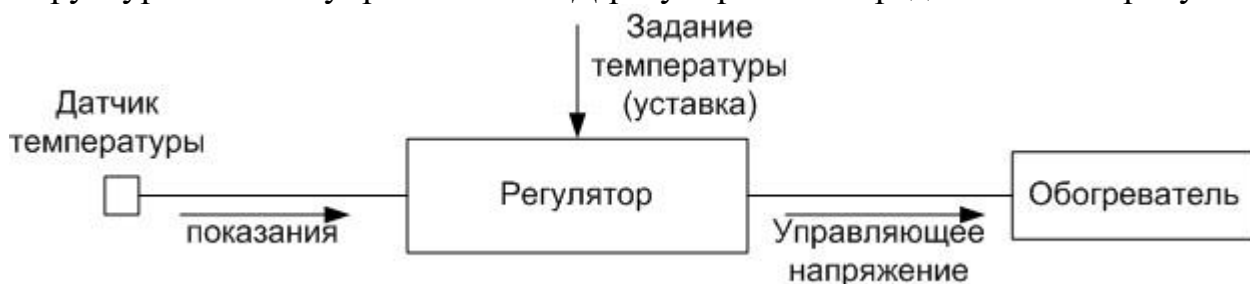 Задание
температуры
(уставка)
Датчик
температуры
Регулятор
Обогреватель
показания
Управляющее
напряжение